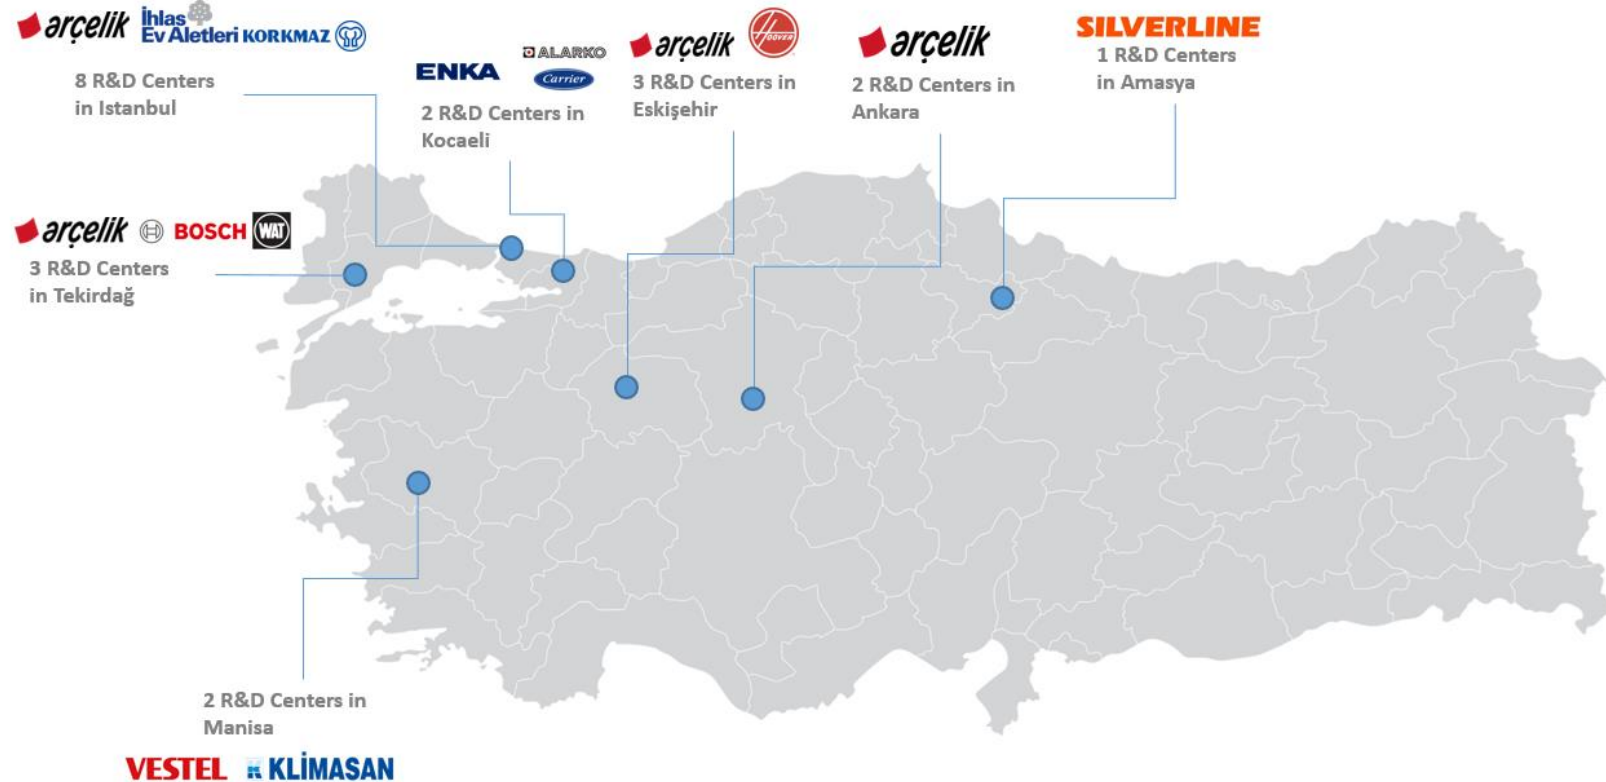 arçelik
İhlas
Ev Aletleri
KORKMAZ
8 R&D Centers
in Istanbul
ENKA
ALARKO
Carrier
2 R&D Centers in
Kocaeli
arçelik
HOOVER
3 R&D Centers in
Eskişehir
arçelik
2 R&D Centers in
Ankara
SILVERLINE
1 R&D Centers
in Amasya
arçelik
BOSCH
WAT
3 R&D Centers
in Tekirdağ
2 R&D Centers in
Manisa
VESTEL
KLİMASAN